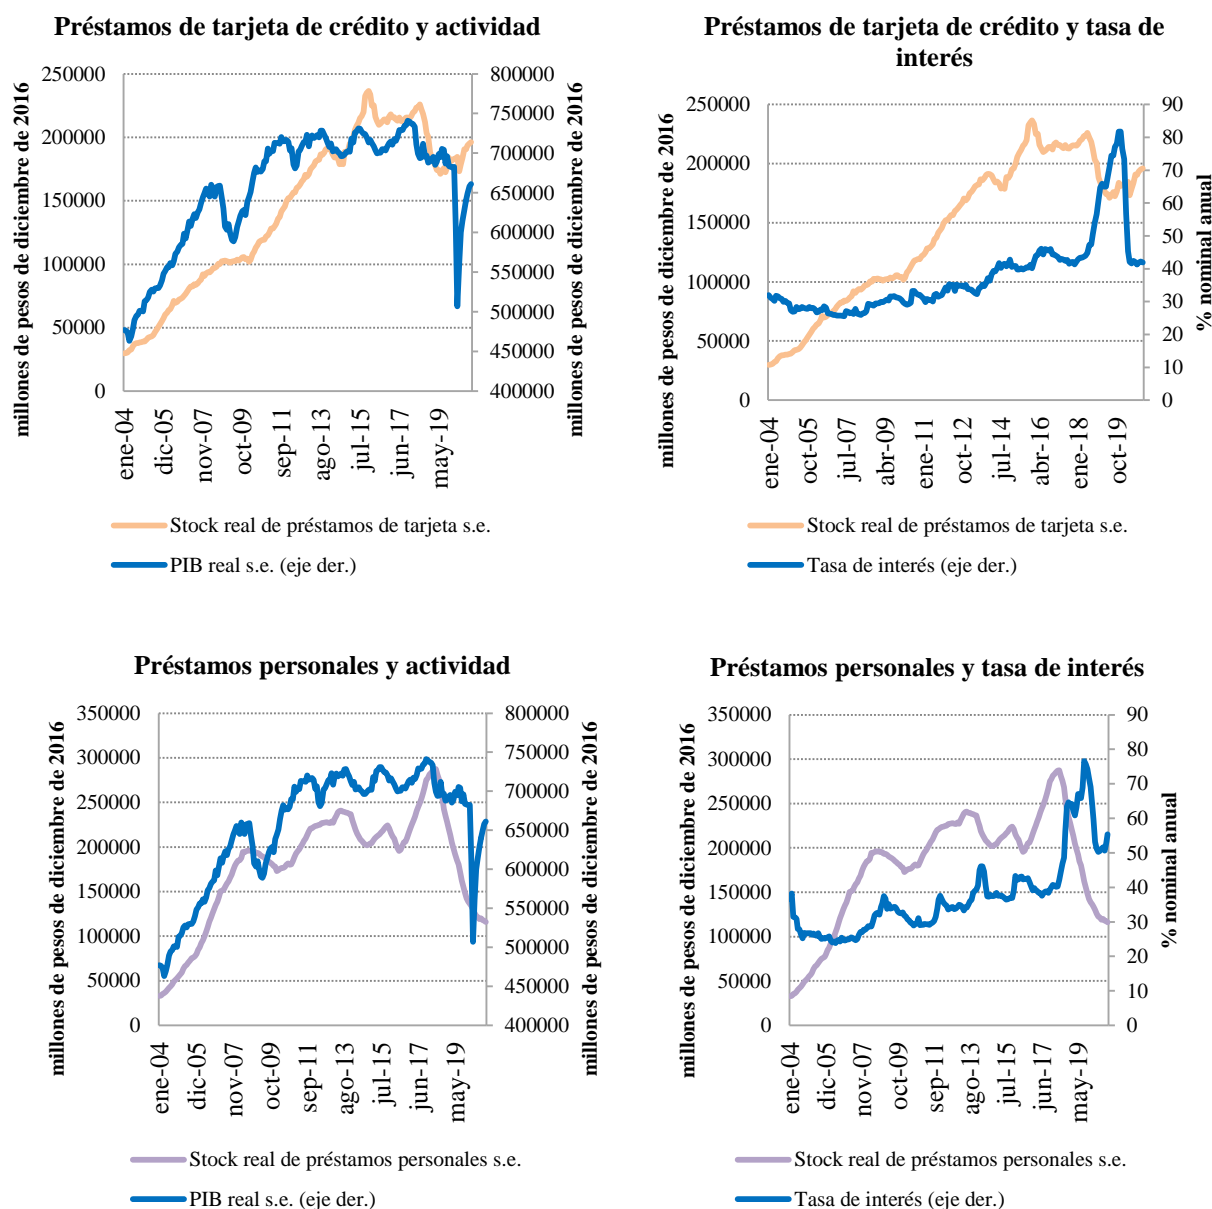 Préstamos de tarjeta de crédito y actividad
millones de pesos de diciembre de 2016
250000
200000
150000
100000
50000
0
800000
750000
700000
650000
600000
550000
500000
450000
400000
millones de pesos de diciembre de 2016
ene-04
dic-05
nov-07
oct-09
sep-11
ago-13
jul-15
jun-17
may-19
Stock real de préstamos de tarjeta s.e.
PIB real s.e. (eje der.)
Préstamos de tarjeta de crédito y tasa de
interés
millones de pesos de diciembre de 2016
250000
200000
150000
100000
50000
0
90
80
70
60
50
40
30
20
10
0
% nominal anual
ene-04
oct-05
jul-07
abr-09
ene-11
oct-12
jul-14
abr-16
ene-18
oct-19
Stock real de préstamos de tarjeta s.e.
Tasa de interés (eje der.)
Préstamos personales y actividad
millones de pesos de diciembre de 2016
350000
300000
250000
200000
150000
100000
50000
0
800000
750000
700000
650000
600000
550000
500000
450000
400000
millones de pesos de diciembre de 2016
ene-04
dic-05
nov-07
oct-09
sep-11
ago-13
jul-15
jun-17
may-19
Stock real de préstamos personales s.e.
PIB real s.e. (eje der.)
Préstamos personales y tasa de interés
millones de pesos de diciembre de 2016
350000
300000
250000
200000
150000
100000
50000
0
90
80
70
60
50
40
30
20
10
0
% nominal anual
ene-04
dic-05
nov-07
oct-09
sep-11
ago-13
jul-15
jun-17
may-19
Stock real de préstamos personales s.e.
Tasa de interés (eje der.)